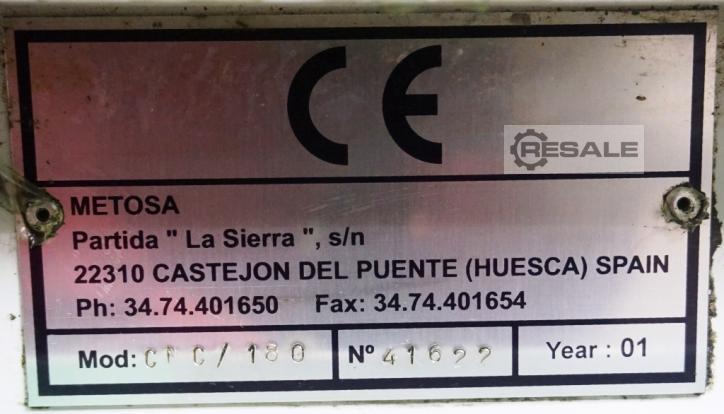 CE
RESALE
METOSA
Partida " La Sierra ", s/n
22310 CASTEJON DEL PUENTE (HUESCA) SPAIN
Ph: 34.74.401650 Fax: 34.74.401654
Mod: CNC/180 Nº 41622 Year : 01